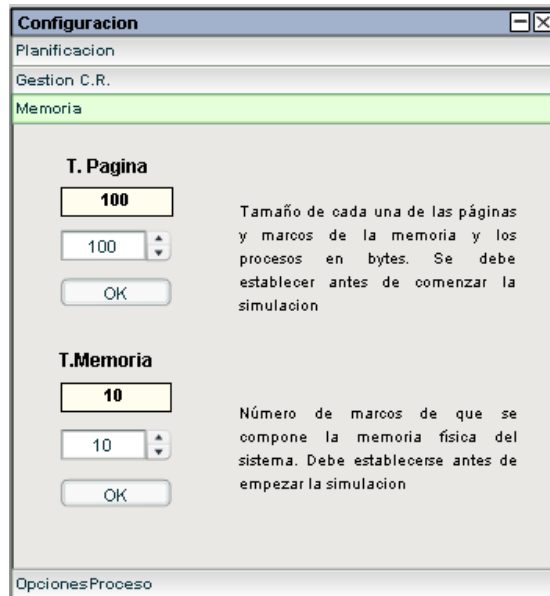 Configuracion
Planificacion
Gestion C.R.
Memoria
T. Pagina
100
100
OK
Tamaño de cada una de las páginas
y marcos de la memoria y los
procesos en bytes. Se debe
establecer antes de comenzar la
simulacion
T.Memoria
10
10
OK
Número de marcos de que se
compone la memoria física del
sistema. Debe establecerse antes de
empezar la simulacion
OpcionesProceso